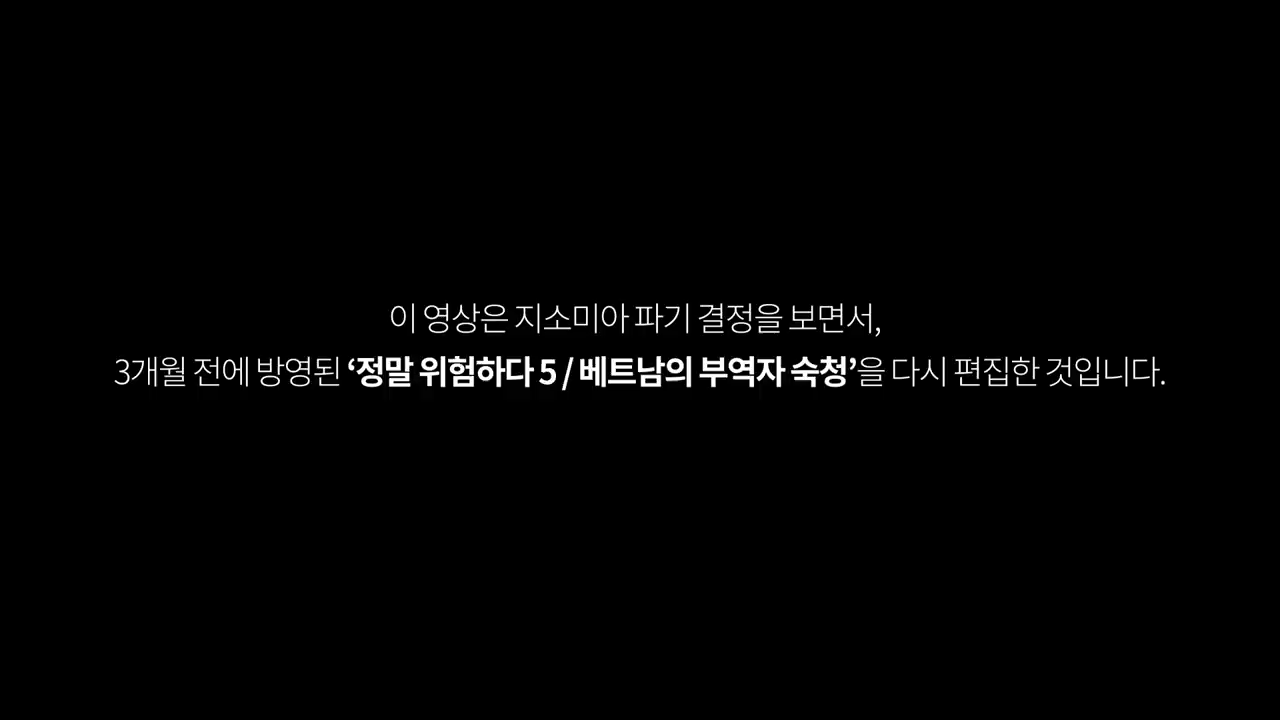 이 영상은 지소미아 파기 결정을 보면서,
3개월 전에 방영된 ‘정말 위험하다 5 / 베트남의 부역자 숙청’을 다시 편집한 것입니다.